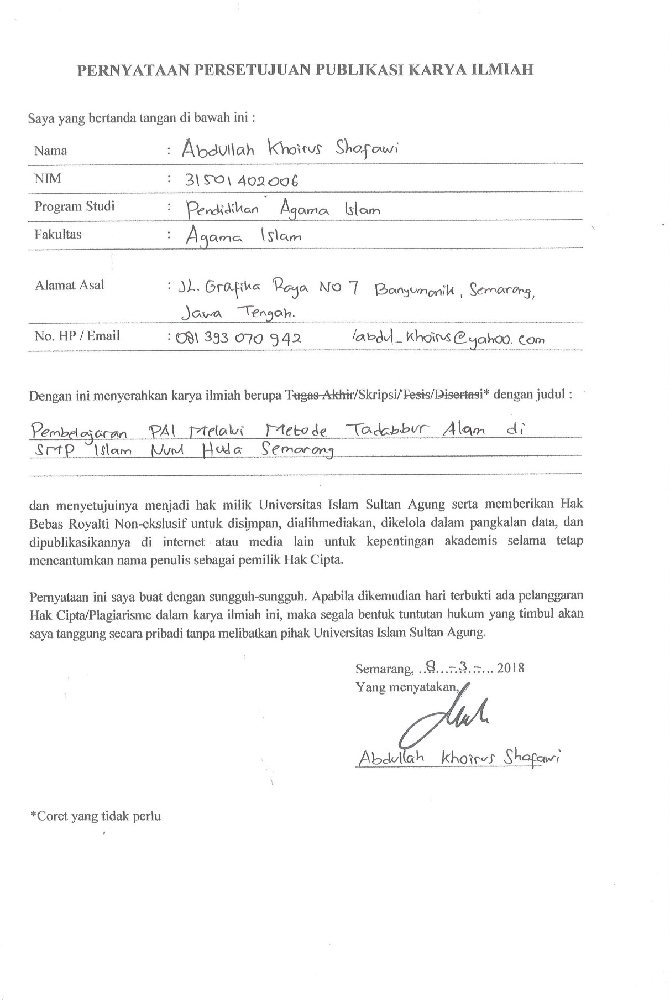 PERNYATAAN PERSETUJUAN PUBLIKASI KARYA ILMIAH
Saya yang bertanda tangan di bawah ini :
Nama : Abdullah Khoirus Shofawi
NIM : 31501402006
Program Studi : Pendidikan Agama Islam
Fakultas : Agama Islam
Alamat Asal : JL. Grafika Raya NO 7 Banyumanik, Semarang,
Jawa Tengah.
No. HP / Email : 081 393 070 942 /abdul_khoirus@yahoo.com
Dengan ini menyerahkan karya ilmiah berupa Tugas Akhir/Skripsi/Tesis/Disertasi* dengan judul :
Pembelajaran PAI Melalui Metode Tadabbur Alam di
SMP Islam Nurul Huda Semarang
dan menyetujuinya menjadi hak milik Universitas Islam Sultan Agung serta memberikan Hak
Bebas Royalti Non-ekslusif untuk disimpan, dialihmediakan, dikelola dalam pangkalan data, dan
dipublikasikannya di internet atau media lain untuk kepentingan akademis selama tetap
mencantumkan nama penulis sebagai pemilik Hak Cipta.
Pernyataan ini saya buat dengan sungguh-sungguh. Apabila dikemudian hari terbukti ada pelanggaran
Hak Cipta/Plagiarisme dalam karya ilmiah ini, maka segala bentuk tuntutan hukum yang timbul akan
saya tanggung secara pribadi tanpa melibatkan pihak Universitas Islam Sultan Agung.
Semarang, ..8...-.3.-... 2018
Yang menyatakan,
Abdullah Khoirus Shofawi
*Coret yang tidak perlu